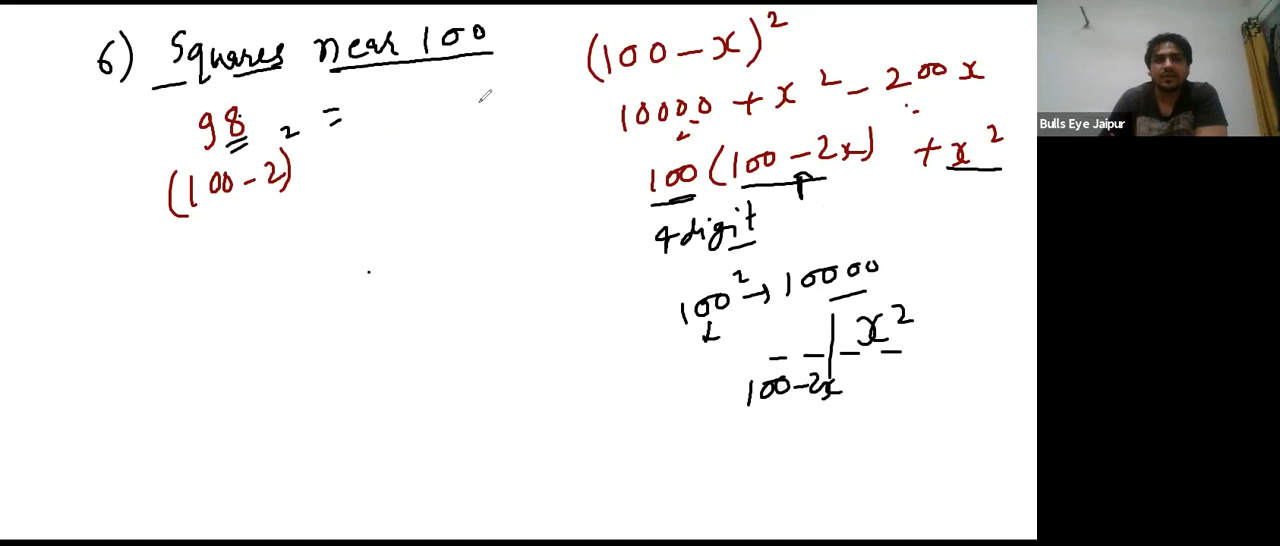 6) Squares near 100
98² =
(100-2)
(100-x)²
10000 + x² - 200x
100(100-2x) + x²
4 digit
100² → 10000
x²
100-2x
Bulls Eye Jaipur